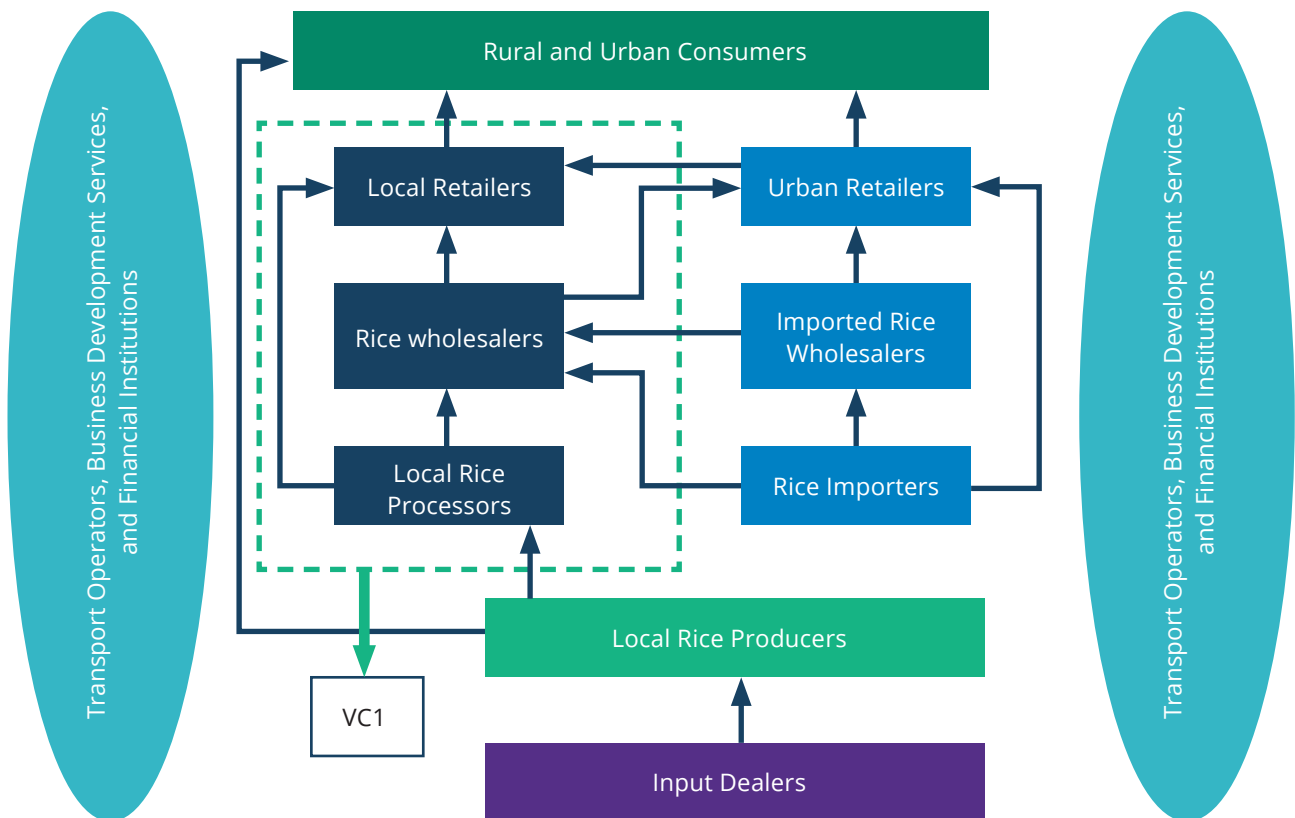 Rural and Urban Consumers
Transport Operators, Business Development Services,
and Financial Institutions
Local Retailers
Urban Retailers
Rice wholesalers
Imported Rice
Wholesalers
Local Rice
Processors
Rice Importers
Local Rice Producers
VC1
Input Dealers
Transport Operators, Business Development Services,
and Financial Institutions